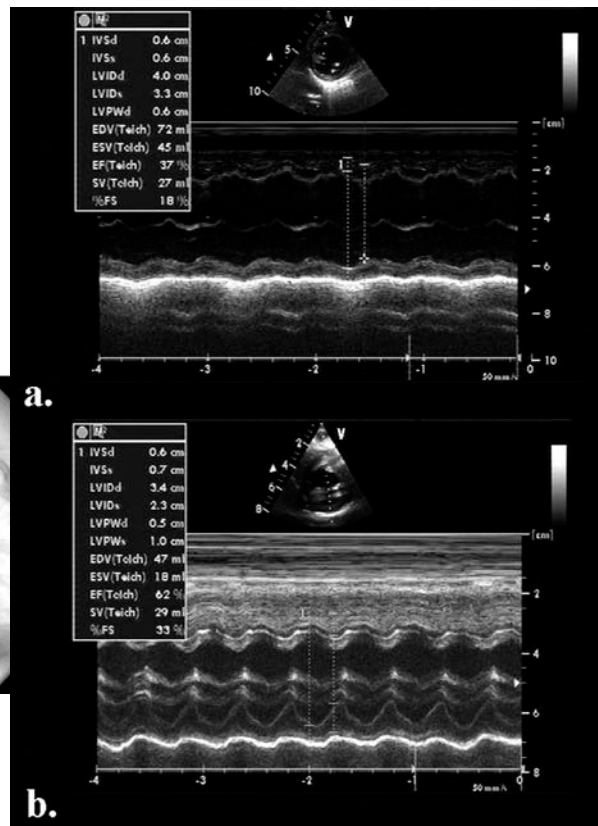 V
5
10
1 IVSd 0.6 cm
IVSs 0.6 cm
LVIDd 4.0 cm
LVIDs 3.3 cm
LVPWd 0.6 cm
EDV(Teich) 72 ml
ESV(Teich) 45 ml
EF(Teich) 37 %
SV(Teich) 27 ml
%FS 18 %
[cm]
2
4
6
8
10
1
-4 -3 -2 -1
50 mm/s
a.
V
2
4
6
8
1 IVSd 0.6 cm
IVSs 0.7 cm
LVIDd 3.4 cm
LVIDs 2.3 cm
LVPWd 0.5 cm
LVPWs 1.0 cm
EDV(Teich) 47 ml
ESV(Teich) 18 ml
EF(Teich) 62 %
SV(Teich) 29 ml
%FS 33 %
[cm]
2
4
6
8
1
-4 -3 -2 -1 0
50 mm/s
b.